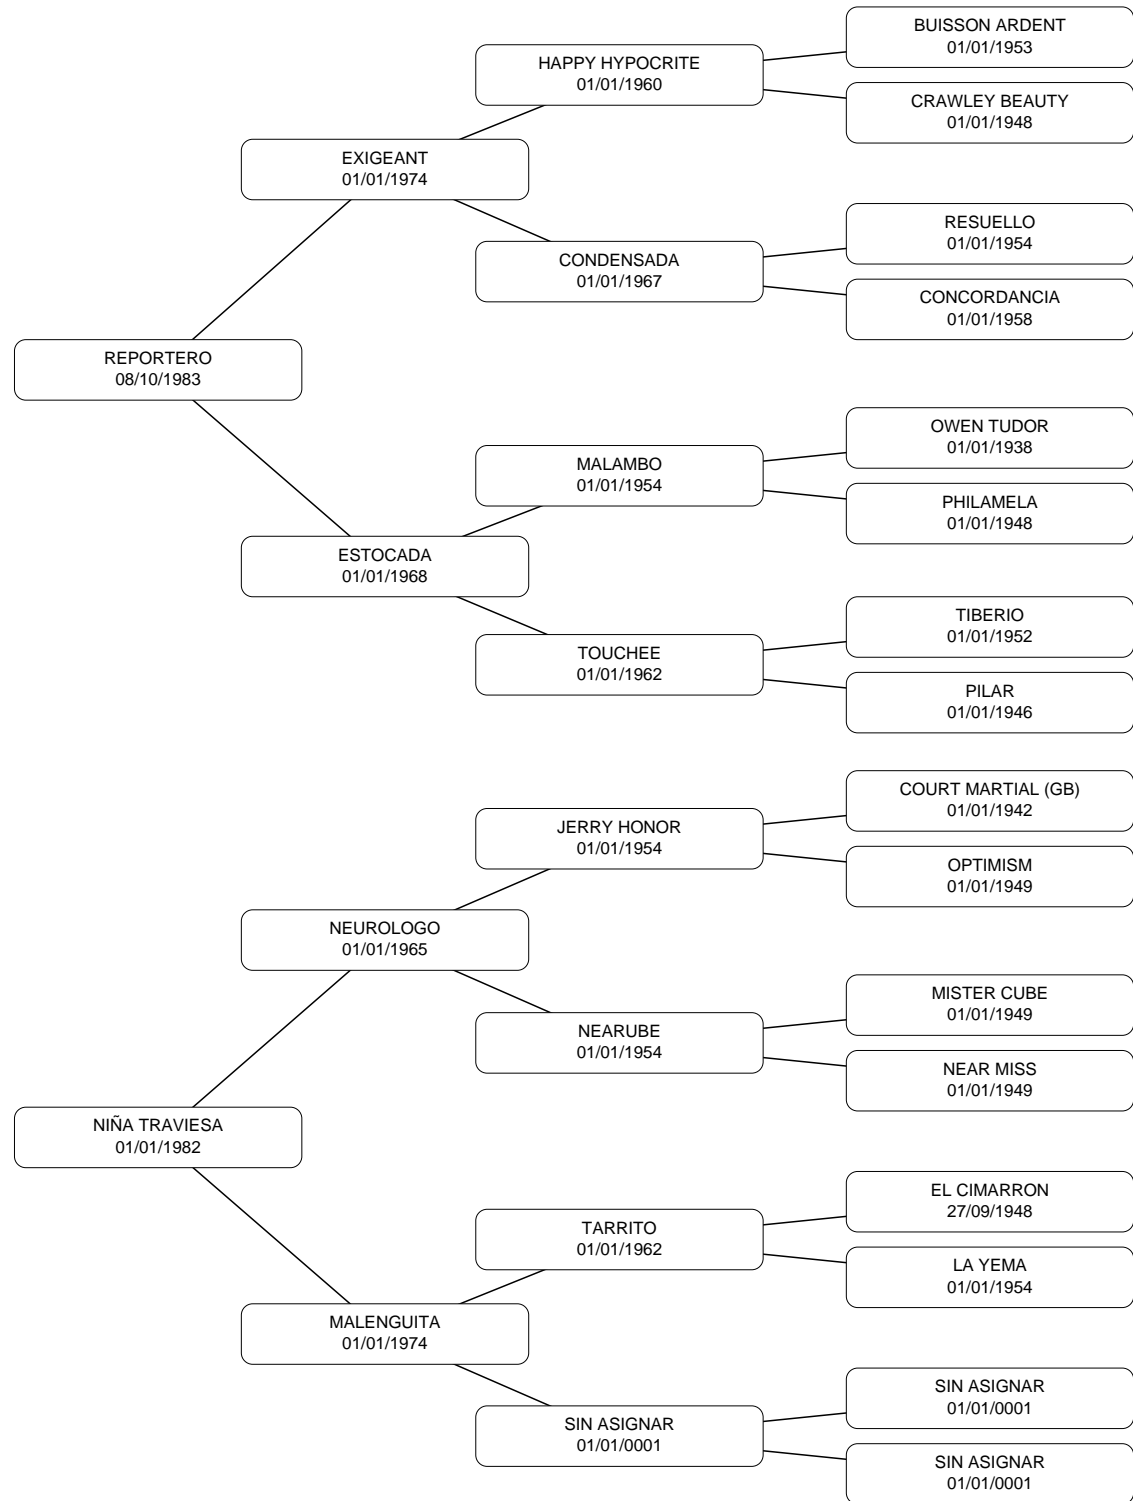 BUISSON ARDENT
01/01/1953
HAPPY HYPOCRITE
01/01/1960
CRAWLEY BEAUTY
01/01/1948
EXIGEANT
01/01/1974
RESUELLO
01/01/1954
CONDENSADA
01/01/1967
CONCORDANCIA
01/01/1958
REPORTERO
08/10/1983
OWEN TUDOR
01/01/1938
MALAMBO
01/01/1954
PHILAMELA
01/01/1948
ESTOCADA
01/01/1968
TIBERIO
01/01/1952
TOUCHEE
01/01/1962
PILAR
01/01/1946
COURT MARTIAL (GB)
01/01/1942
JERRY HONOR
01/01/1954
OPTIMISM
01/01/1949
NEUROLOGO
01/01/1965
MISTER CUBE
01/01/1949
NEARUBE
01/01/1954
NEAR MISS
01/01/1949
NIÑA TRAVIESA
01/01/1982
EL CIMARRON
27/09/1948
TARRITO
01/01/1962
LA YEMA
01/01/1954
MALENGUITA
01/01/1974
SIN ASIGNAR
01/01/0001
SIN ASIGNAR
01/01/0001
SIN ASIGNAR
01/01/0001